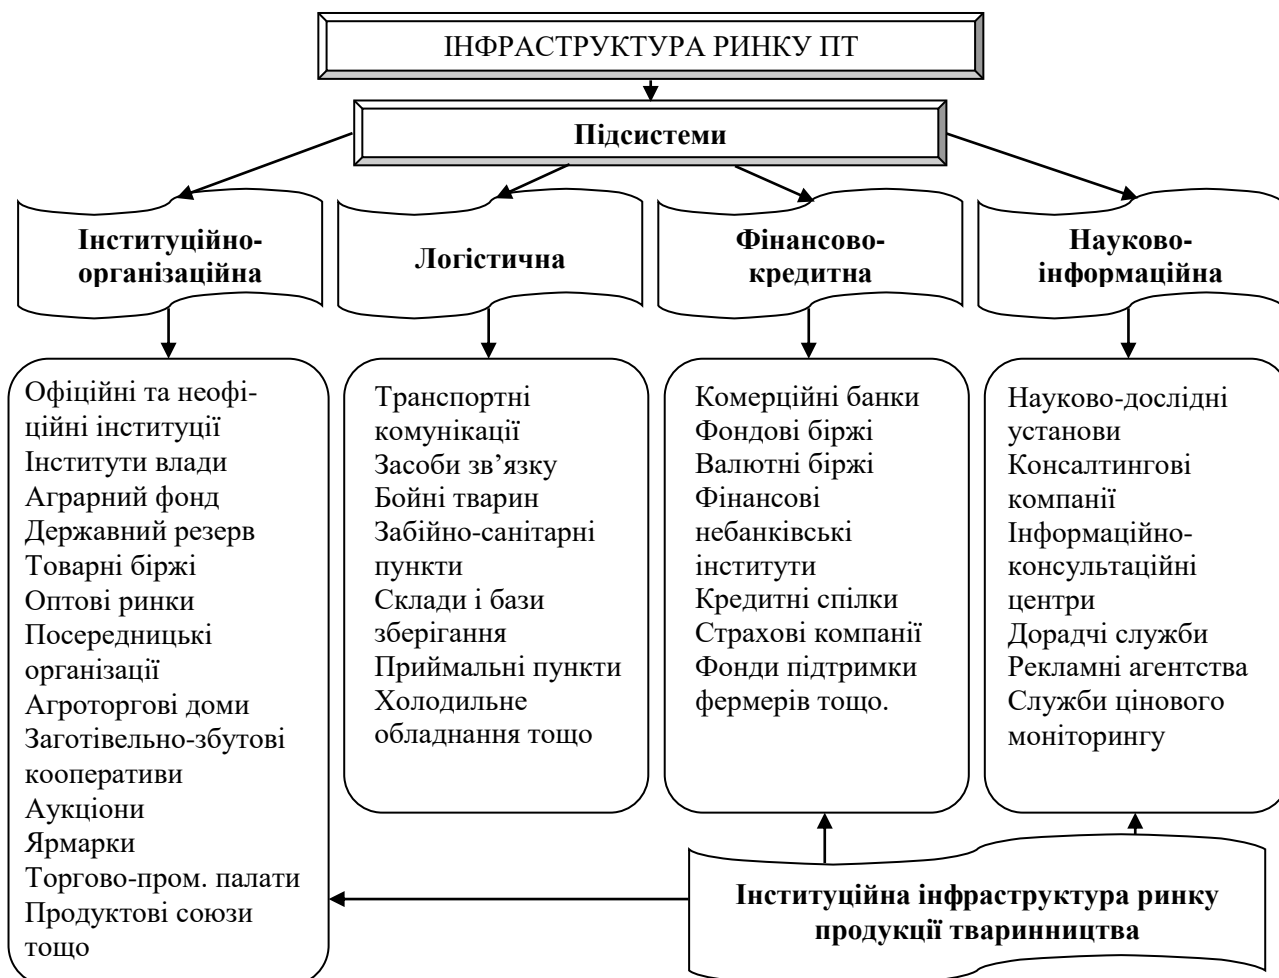 ІНФРАСТРУКТУРА РИНКУ ПТ
Підсистеми
Інституційно-
організаційна
Логістична
Фінансово-
кредитна
Науково-
інформаційна
Офіційні та неофі-
ційні інституції
Інститути влади
Аграрний фонд
Державний резерв
Товарні біржі
Оптові ринки
Посередницькі
організації
Агроторгові доми
Заготівельно-збутові
кооперативи
Аукціони
Ярмарки
Торгово-пром. палати
Продуктові союзи
тощо
Транспортні
комунікації
Засоби зв’язку
Бойні тварин
Забійно-санітарні
пункти
Склади і бази
зберігання
Приймальні пункти
Холодильне
обладнання тощо
Комерційні банки
Фондові біржі
Валютні біржі
Фінансові
небанківські
інститути
Кредитні спілки
Страхові компанії
Фонди підтримки
фермерів тощо.
Науково-дослідні
установи
Консалтингові
компанії
Інформаційно-
консультаційні
центри
Дорадчі служби
Рекламні агентства
Служби цінового
моніторингу
Інституційна інфраструктура ринку
продукції тваринництва